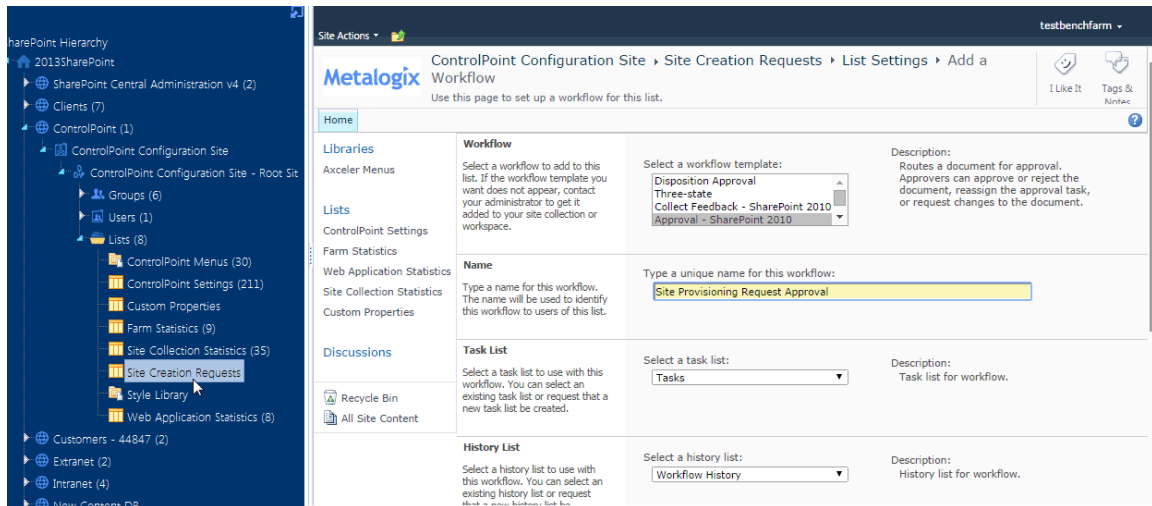 harePoint Hierarchy
2013SharePoint
SharePoint Central Administration v4 (2)
Clients (7)
ControlPoint (1)
ControlPoint Configuration Site
ControlPoint Configuration Site - Root Sit
Groups (6)
Users (1)
Lists (8)
ControlPoint Menus (30)
ControlPoint Settings (211)
Custom Properties
Farm Statistics (9)
Site Collection Statistics (35)
Site Creation Requests
Style Library
Web Application Statistics (8)
Customers - 44847 (2)
Extranet (2)
Intranet (4)
New Content DB
testbenchfarm
Site Actions
Metalogix
ControlPoint Configuration Site › Site Creation Requests › List Settings › Add a
Workflow
Use this page to set up a workflow for this list.
I Like It
Tags &
Notes
Home
Libraries
Axceler Menus
Lists
ControlPoint Settings
Farm Statistics
Web Application Statistics
Site Collection Statistics
Custom Properties
Discussions
Recycle Bin
All Site Content
Workflow
Select a workflow to add to this
list. If the workflow template you
want does not appear, contact
your administrator to get it
added to your site collection or
workspace.
Select a workflow template:
Disposition Approval
Three-state
Collect Feedback - SharePoint 2010
Approval - SharePoint 2010
Description:
Routes a document for approval.
Approvers can approve or reject the
document, reassign the approval task,
or request changes to the document.
Name
Type a name for this workflow.
The name will be used to identify
this workflow to users of this list.
Type a unique name for this workflow:
Site Provisioning Request Approval
Task List
Select a task list to use with this
workflow. You can select an
existing task list or request that a
new task list be created.
Select a task list:
Tasks
Description:
Task list for workflow.
History List
Select a history list to use with
this workflow. You can select an
existing history list or request
that a new history list be
Select a history list:
Workflow History
Description:
History list for workflow.